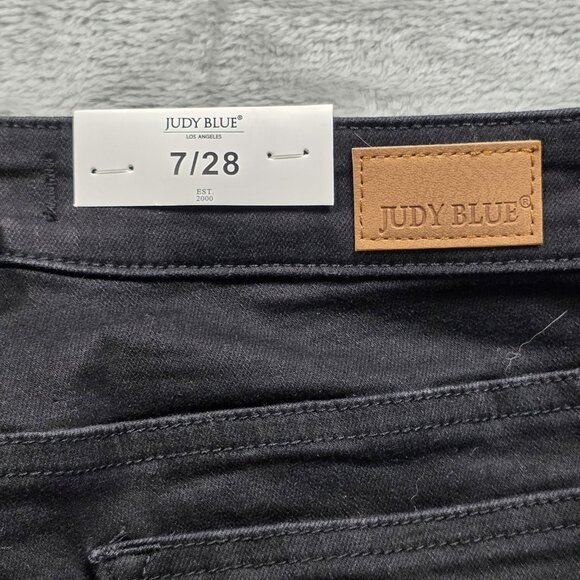 JUDY BLUE®
LOS ANGELES
7/28
EST.
2000
JUDY BLUE®